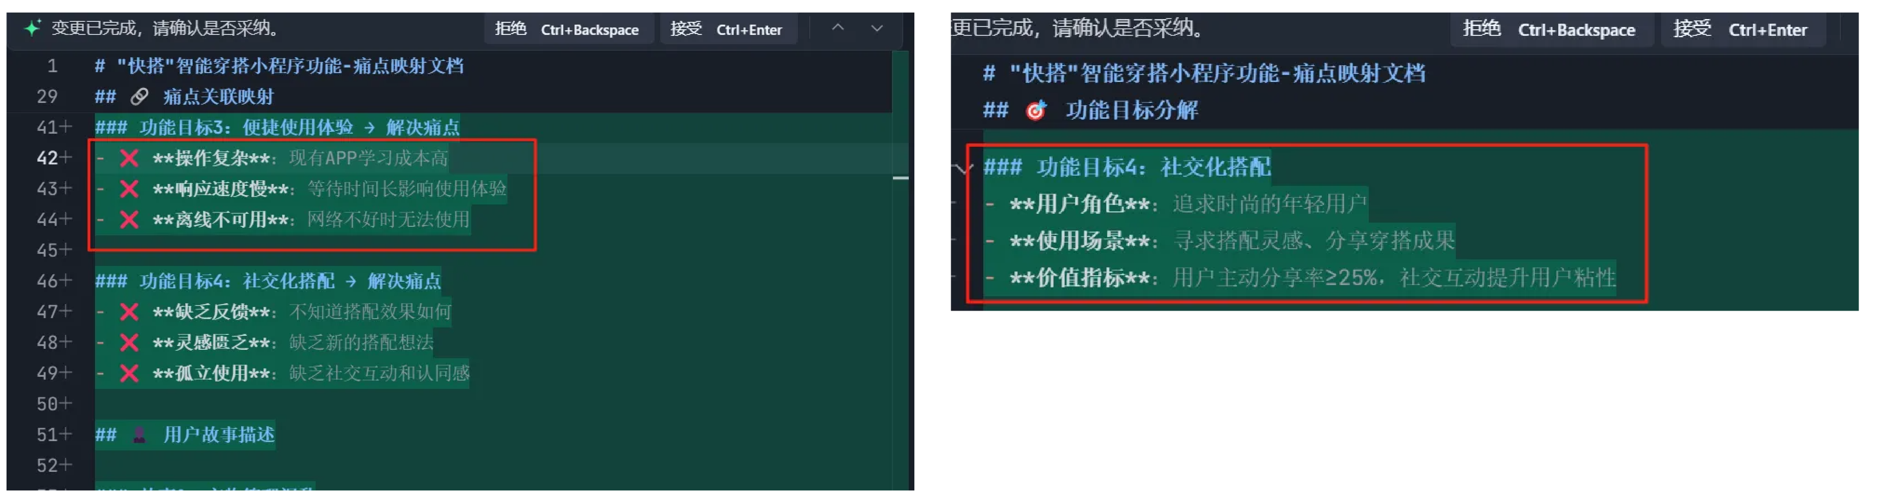 变更已完成，请确认是否采纳。 拒绝 Ctrl+Backspace 接受 Ctrl+Enter
1 # "快搭"智能穿搭小程序功能-痛点映射文档
29 ## 🔗 痛点关联映射
41+ ### 功能目标3：便捷使用体验 → 解决痛点
42+ - ❌ **操作复杂**：现有APP学习成本高
43+ - ❌ **响应速度慢**：等待时间长影响使用体验
44+ - ❌ **离线不可用**：网络不好时无法使用
45+
46+ ### 功能目标4：社交化搭配 → 解决痛点
47+ - ❌ **缺乏反馈**：不知道搭配效果如何
48+ - ❌ **灵感匮乏**：缺乏新的搭配想法
49+ - ❌ **孤立使用**：缺乏社交互动和认同感
50+
51+ ## 👤 用户故事描述
52+
更已完成，请确认是否采纳。 拒绝 Ctrl+Backspace 接受 Ctrl+Enter
# "快搭"智能穿搭小程序功能-痛点映射文档
## 🎯 功能目标分解
### 功能目标4：社交化搭配
- **用户角色**：追求时尚的年轻用户
- **使用场景**：寻求搭配灵感、分享穿搭成果
- **价值指标**：用户主动分享率≥25%，社交互动提升用户粘性